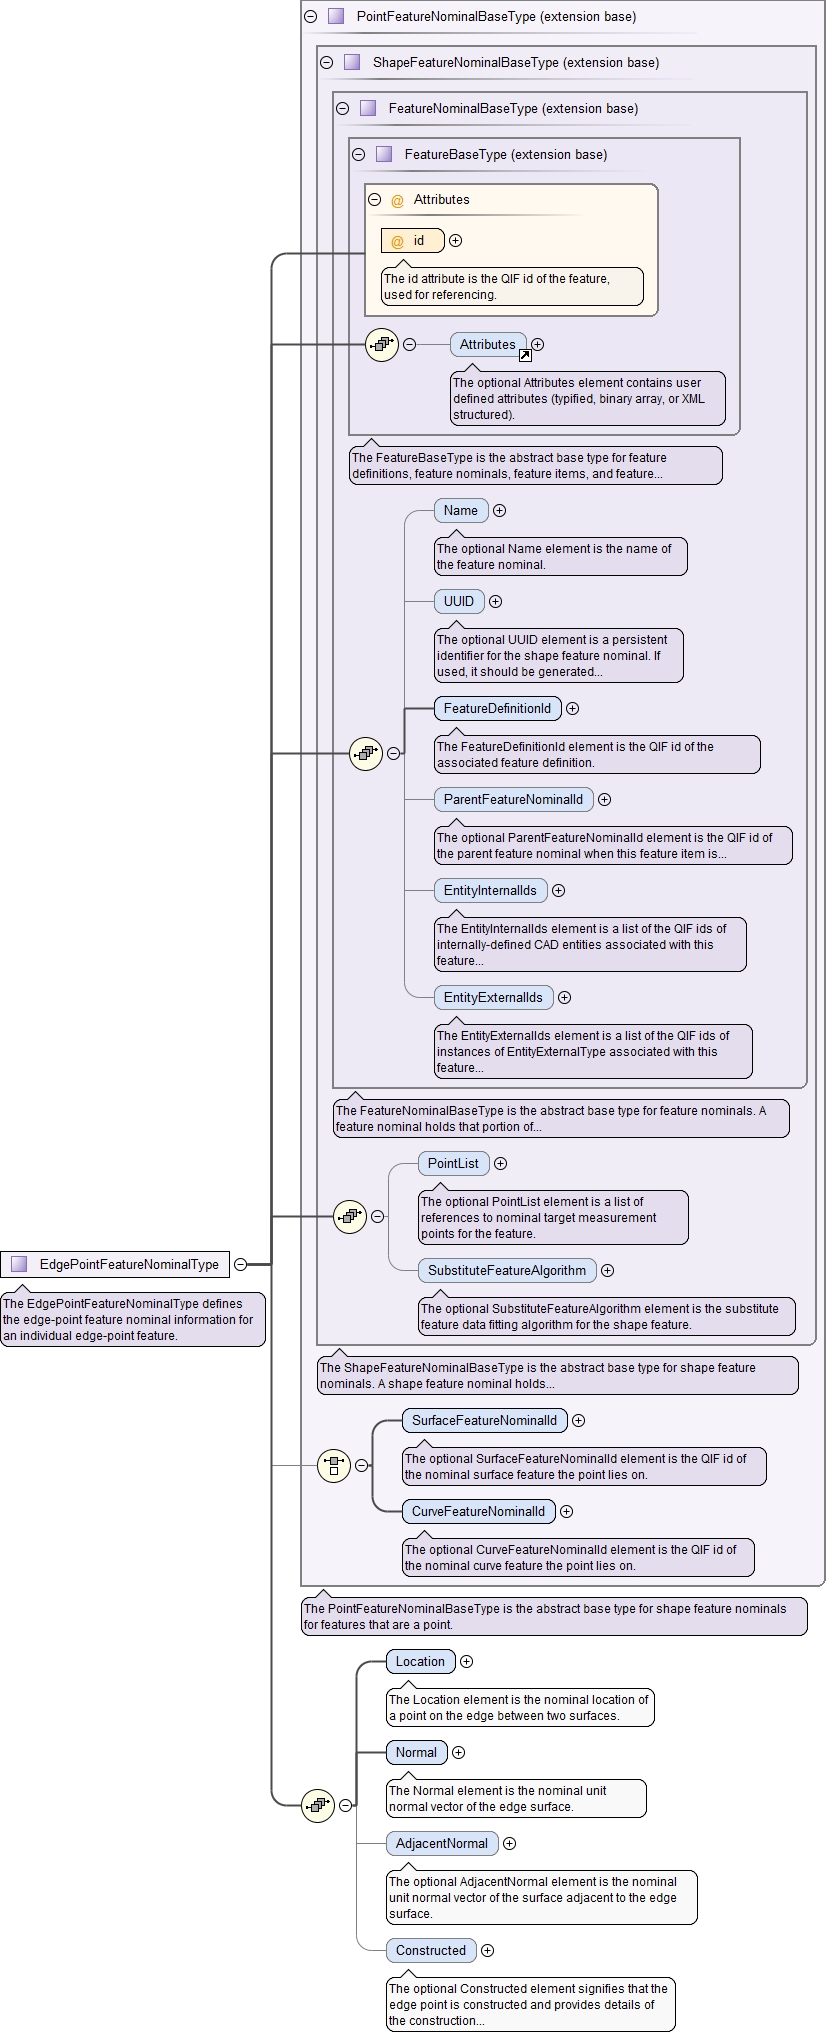 PointFeatureNominalBaseType (extension base)
ShapeFeatureNominalBaseType (extension base)
FeatureNominalBaseType (extension base)
FeatureBaseType (extension base)
@ Attributes
@ id
The id attribute is the QIF id of the feature,
used for referencing.
Attributes
The optional Attributes element contains user
defined attributes (typified, binary array, or XML
structured).
The FeatureBaseType is the abstract base type for feature
definitions, feature nominals, feature items, and feature...
Name
The optional Name element is the name of
the feature nominal.
UUID
The optional UUID element is a persistent
identifier for the shape feature nominal. If
used, it should be generated...
FeatureDefinitionId
The FeatureDefinitionId element is the QIF id of the
associated feature definition.
ParentFeatureNominalId
The optional ParentFeatureNominalId element is the QIF id of
the parent feature nominal when this feature item is...
EntityInternalIds
The EntityInternalIds element is a list of the QIF ids of
internally-defined CAD entities associated with this
feature...
EntityExternalIds
The EntityExternalIds element is a list of the QIF ids of
instances of EntityExternalType associated with this
feature...
The FeatureNominalBaseType is the abstract base type for feature nominals. A
feature nominal holds that portion of...
PointList
The optional PointList element is a list of
references to nominal target measurement
points for the feature.
SubstituteFeatureAlgorithm
The optional SubstituteFeatureAlgorithm element is the substitute
feature data fitting algorithm for the shape feature.
EdgePointFeatureNominalType
The EdgePointFeatureNominalType defines
the edge-point feature nominal information for
an individual edge-point feature.
The ShapeFeatureNominalBaseType is the abstract base type for shape feature
nominals. A shape feature nominal holds...
SurfaceFeatureNominalId
The optional SurfaceFeatureNominalId element is the QIF id of
the nominal surface feature the point lies on.
CurveFeatureNominalId
The optional CurveFeatureNominalId element is the QIF id of
the nominal curve feature the point lies on.
The PointFeatureNominalBaseType is the abstract base type for shape feature nominals
for features that are a point.
Location
The Location element is the nominal location of
a point on the edge between two surfaces.
Normal
The Normal element is the nominal unit
normal vector of the edge surface.
AdjacentNormal
The optional AdjacentNormal element is the nominal
unit normal vector of the surface adjacent to the edge
surface.
Constructed
The optional Constructed element signifies that the
edge point is constructed and provides details of
the construction...